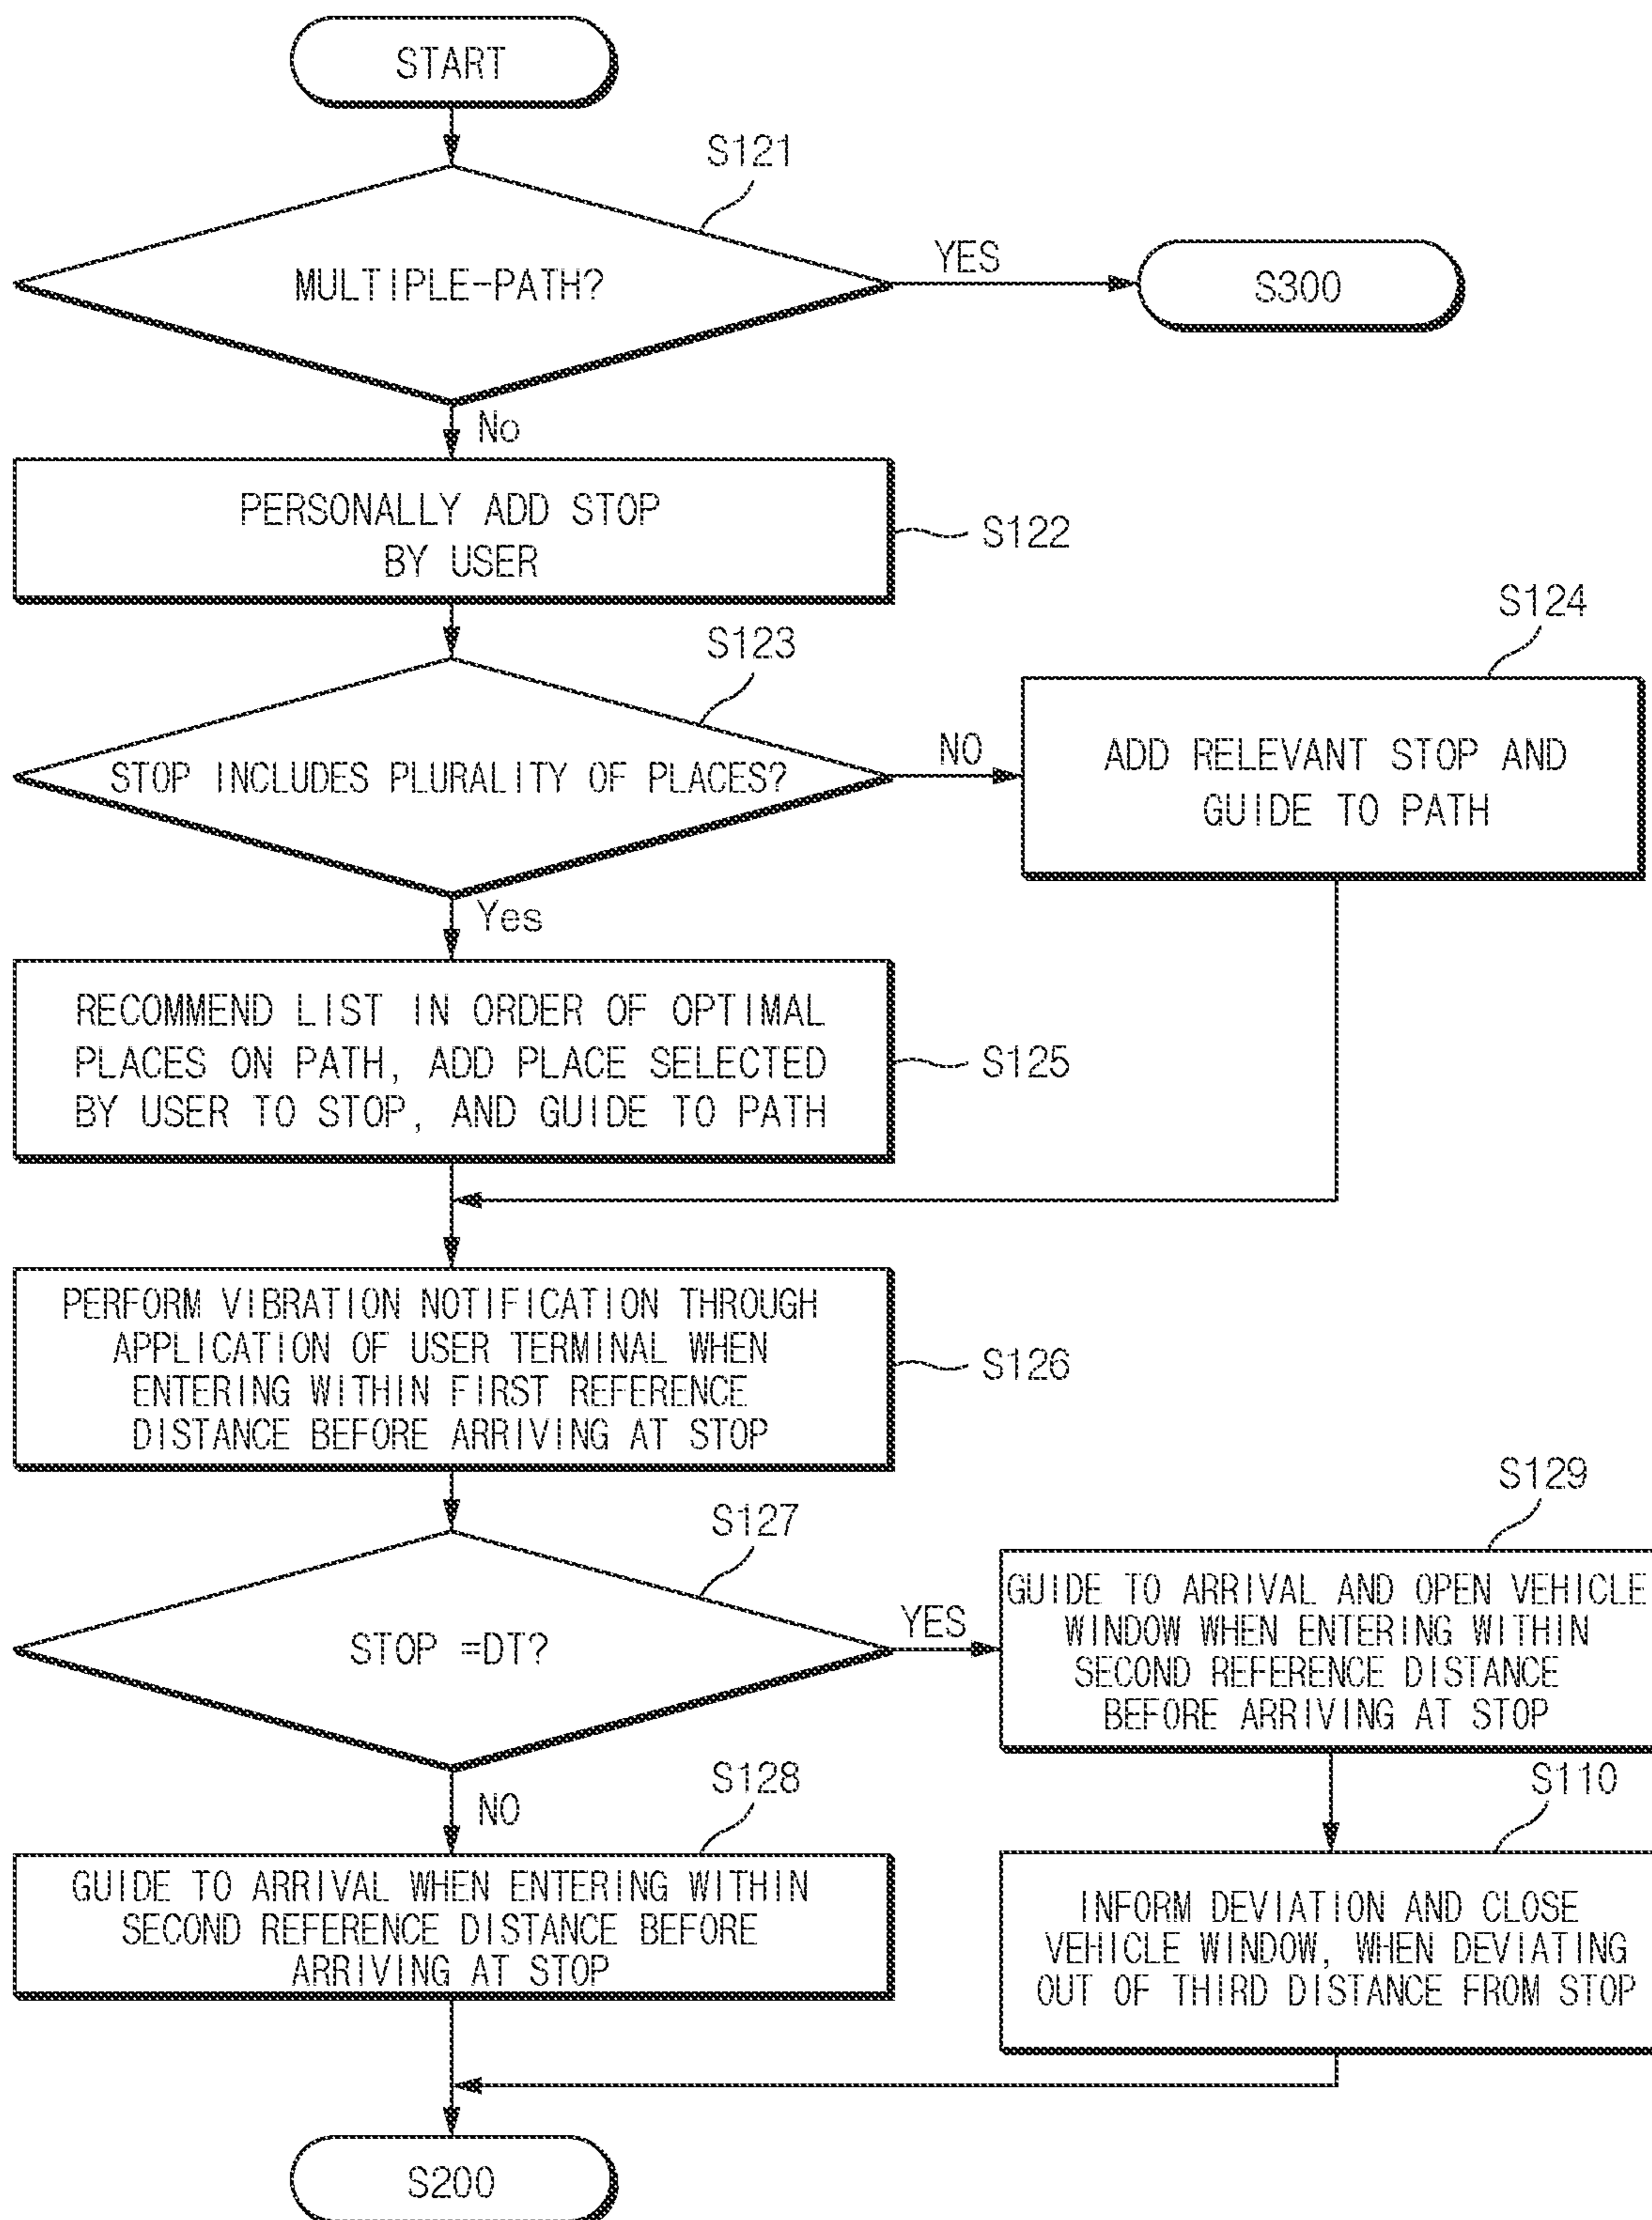 START
S121
MULTIPLE-PATH?
YES
S300
No
PERSONALLY ADD STOP
BY USER
S122
S123
STOP INCLUDES PLURALITY OF PLACES?
NO
S124
ADD RELEVANT STOP AND
GUIDE TO PATH
Yes
RECOMMEND LIST IN ORDER OF OPTIMAL
PLACES ON PATH, ADD PLACE SELECTED
BY USER TO STOP, AND GUIDE TO PATH
S125
PERFORM VIBRATION NOTIFICATION THROUGH
APPLICATION OF USER TERMINAL WHEN
ENTERING WITHIN FIRST REFERENCE
DISTANCE BEFORE ARRIVING AT STOP
S126
S127
STOP =DT?
YES
S129
GUIDE TO ARRIVAL AND OPEN VEHICLE
WINDOW WHEN ENTERING WITHIN
SECOND REFERENCE DISTANCE
BEFORE ARRIVING AT STOP
NO
S128
GUIDE TO ARRIVAL WHEN ENTERING WITHIN
SECOND REFERENCE DISTANCE BEFORE
ARRIVING AT STOP
S110
INFORM DEVIATION AND CLOSE
VEHICLE WINDOW, WHEN DEVIATING
OUT OF THIRD DISTANCE FROM STOP
S200